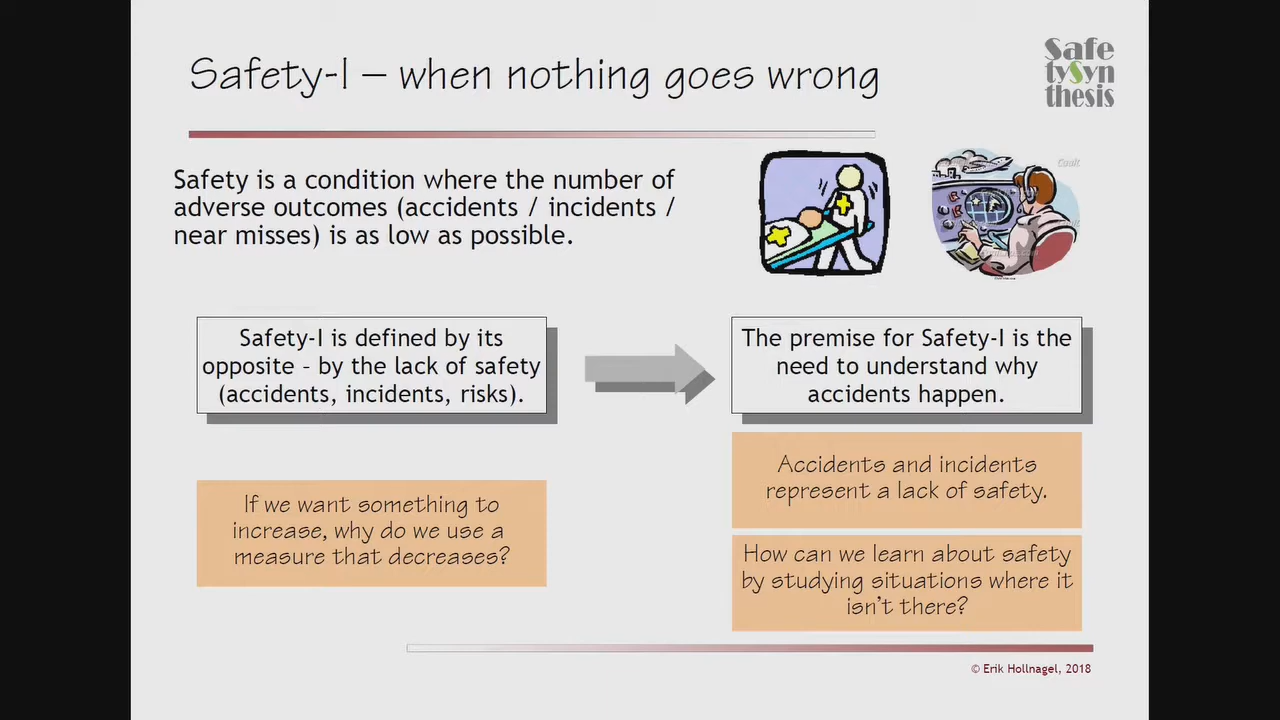 Safety-I – when nothing goes wrong
Safe
tySyn
thesis
Safety is a condition where the number of
adverse outcomes (accidents / incidents /
near misses) is as low as possible.
Safety-I is defined by its
opposite – by the lack of safety
(accidents, incidents, risks).
The premise for Safety-I is the
need to understand why
accidents happen.
If we want something to
increase, why do we use a
measure that decreases?
Accidents and incidents
represent a lack of safety.
How can we learn about safety
by studying situations where it
isn't there?
© Erik Hollnagel, 2018